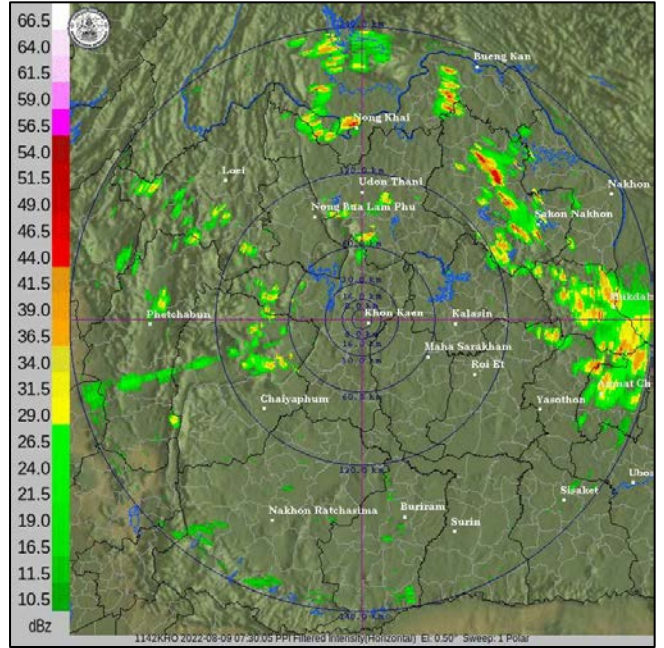 66.5
64.0
61.5
59.0
56.5
54.0
51.5
49.0
46.5
44.0
41.5
39.0
36.5
34.0
31.5
29.0
26.5
24.0
21.5
19.0
16.5
11.5
10.5
dBz
Bueng Kan
Nong Khai
Loei
Udon Thani
Nakhon
Nong Bua Lam Phu
Sakon Nakhon
Mukdah
Phetchabun
Khon Kaen
Kalasin
Maha Sarakham
Roi Et
Amnat Ch
Chaiyaphum
Yasothon
120.0 km
Ubon
Sisaket
Nakhon Ratchasima
Buriram
Surin
1142KHO 2022-08-09 07:30:05 PPI Filtered Intensity(Horizontal) El: 0.50° Sweep: 1 Polar